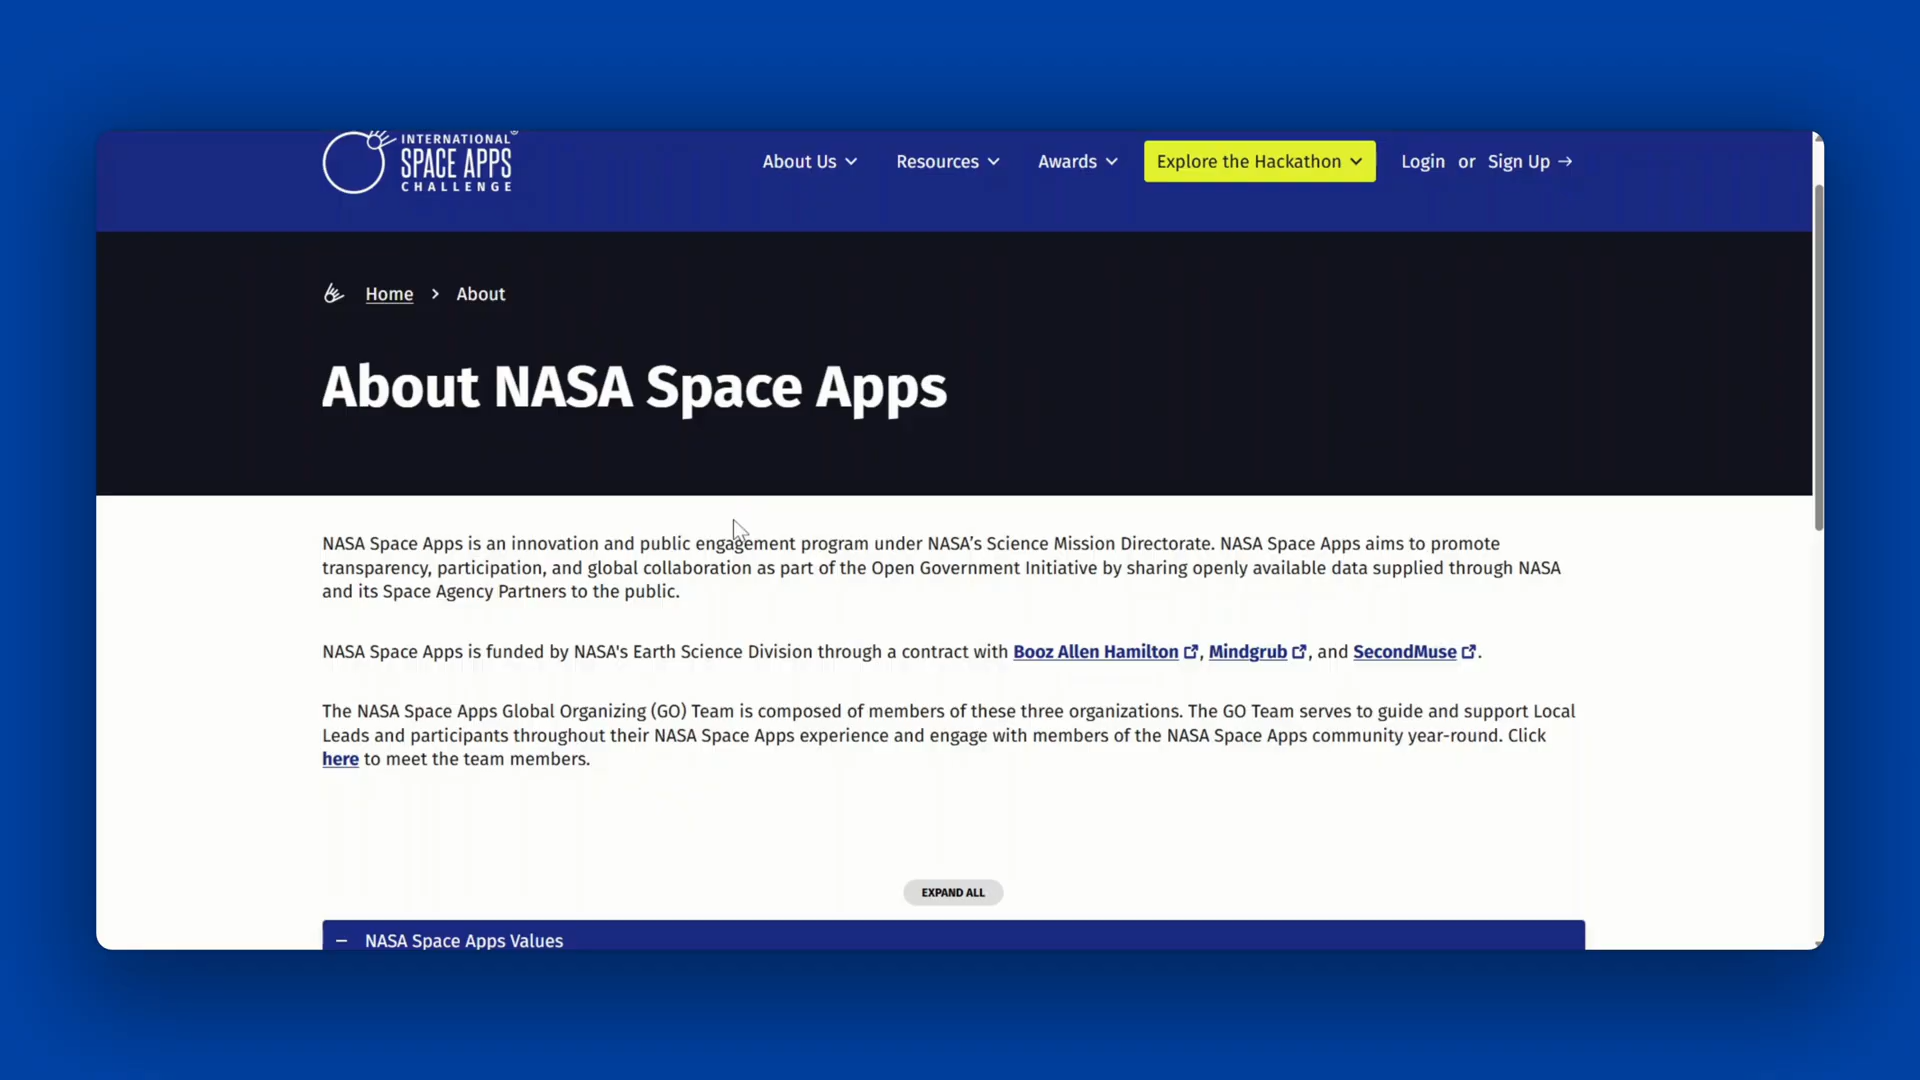 INTERNATIONAL
SPACE APPS
CHALLENGE
About Us
Resources
Awards
Explore the Hackathon
Login or Sign Up →
Home > About
About NASA Space Apps
NASA Space Apps is an innovation and public engagement program under NASA’s Science Mission Directorate. NASA Space Apps aims to promote
transparency, participation, and global collaboration as part of the Open Government Initiative by sharing openly available data supplied through NASA
and its Space Agency Partners to the public.
NASA Space Apps is funded by NASA's Earth Science Division through a contract with Booz Allen Hamilton, Mindgrub, and SecondMuse.
The NASA Space Apps Global Organizing (GO) Team is composed of members of these three organizations. The GO Team serves to guide and support Local
Leads and participants throughout their NASA Space Apps experience and engage with members of the NASA Space Apps community year-round. Click
here to meet the team members.
EXPAND ALL
– NASA Space Apps Values